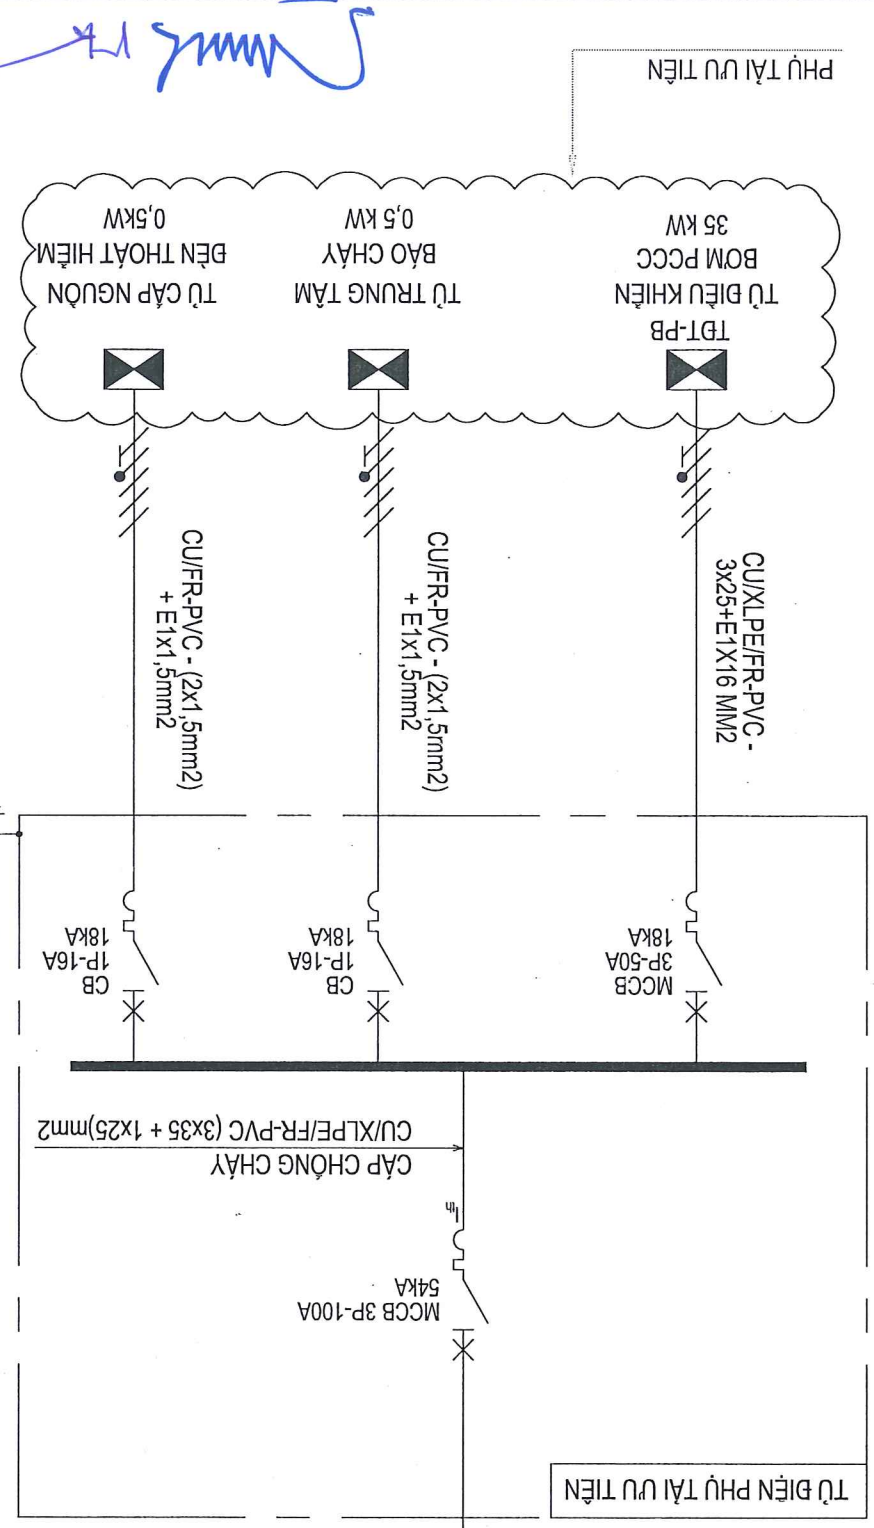 TỦ ĐIỆN PHỤ TẢI ƯU TIÊN
MCCB 3P-100A
54kA
Ith
CÁP CHỐNG CHÁY
CU/XLPE/FR-PVC (3x35 + 1x25)mm2
MCCB
3P-50A
18kA
CB
1P-16A
18kA
CB
1P-16A
18kA
CU/XLPE/FR-PVC -
3x25+E1X16 MM2
CU/FR-PVC - (2x1,5mm2)
+ E1x1,5mm2
CU/FR-PVC - (2x1,5mm2)
+ E1x1,5mm2
TĐT-PB
TỦ ĐIỀU KHIỂN
BƠM PCCC
35 KW
TỦ TRUNG TÂM
BÁO CHÁY
0,5 KW
TỦ CẤP NGUỒN
ĐÈN THOÁT HIỂM
0,5KW
PHỤ TẢI ƯU TIÊN